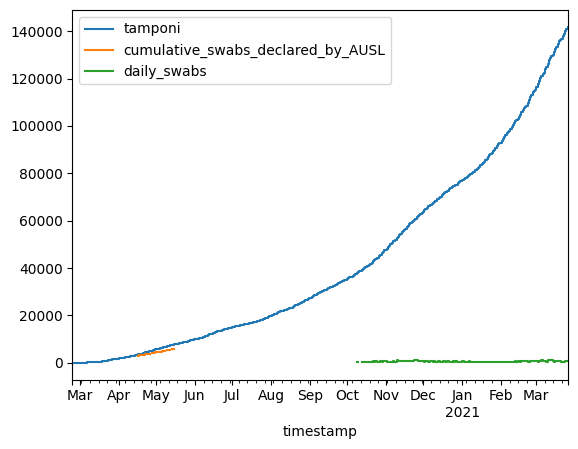 tamponi
cumulative_swabs_declared_by_AUSL
daily_swabs
140000
120000
100000
80000
60000
40000
20000
0
Mar Apr May Jun Jul Aug Sep Oct Nov Dec Jan Feb Mar
2021
timestamp